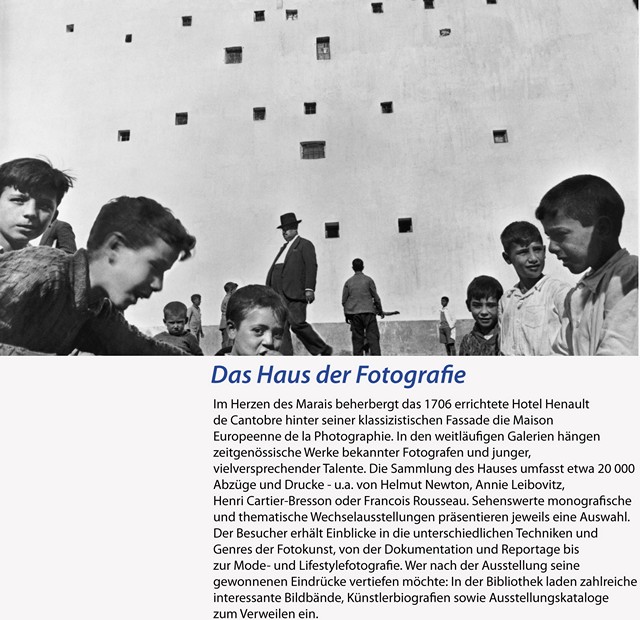 Das Haus der Fotografie
Im Herzen des Marais beherbergt das 1706 errichtete Hotel Henault
de Cantobre hinter seiner klassizistischen Fassade die Maison
Europeenne de la Photographie. In den weitläufigen Galerien hängen
zeitgenössische Werke bekannter Fotografen und junger,
vielversprechender Talente. Die Sammlung des Hauses umfasst etwa 20 000
Abzüge und Drucke - u.a. von Helmut Newton, Annie Leibovitz,
Henri Cartier-Bresson oder Francois Rousseau. Sehenswerte monografische
und thematische Wechselausstellungen präsentieren jeweils eine Auswahl.
Der Besucher erhält Einblicke in die unterschiedlichen Techniken und
Genres der Fotokunst, von der Dokumentation und Reportage bis
zur Mode- und Lifestylefotografie. Wer nach der Ausstellung seine
gewonnenen Eindrücke vertiefen möchte: In der Bibliothek laden zahlreiche
interessante Bildbände, Künstlerbiografien sowie Ausstellungskataloge
zum Verweilen ein.